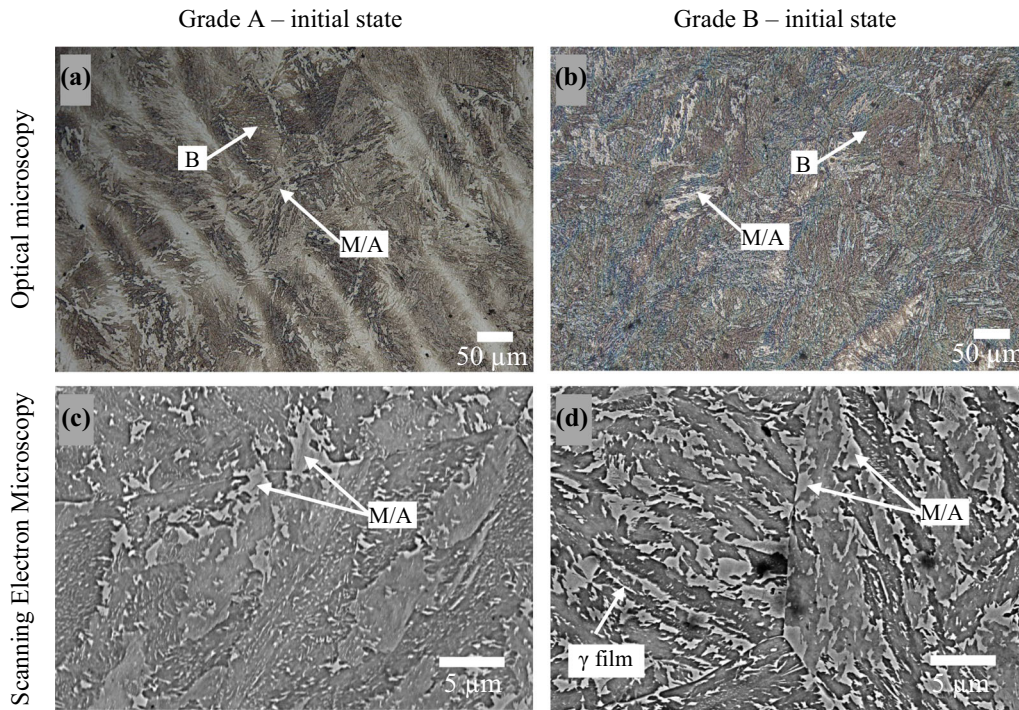 Grade A – initial state
Grade B – initial state
Optical microscopy
(a)
B
M/A
50 µm
(b)
B
M/A
50 µm
Scanning Electron Microscopy
(c)
M/A
5 µm
(d)
M/A
γ film
5 µm